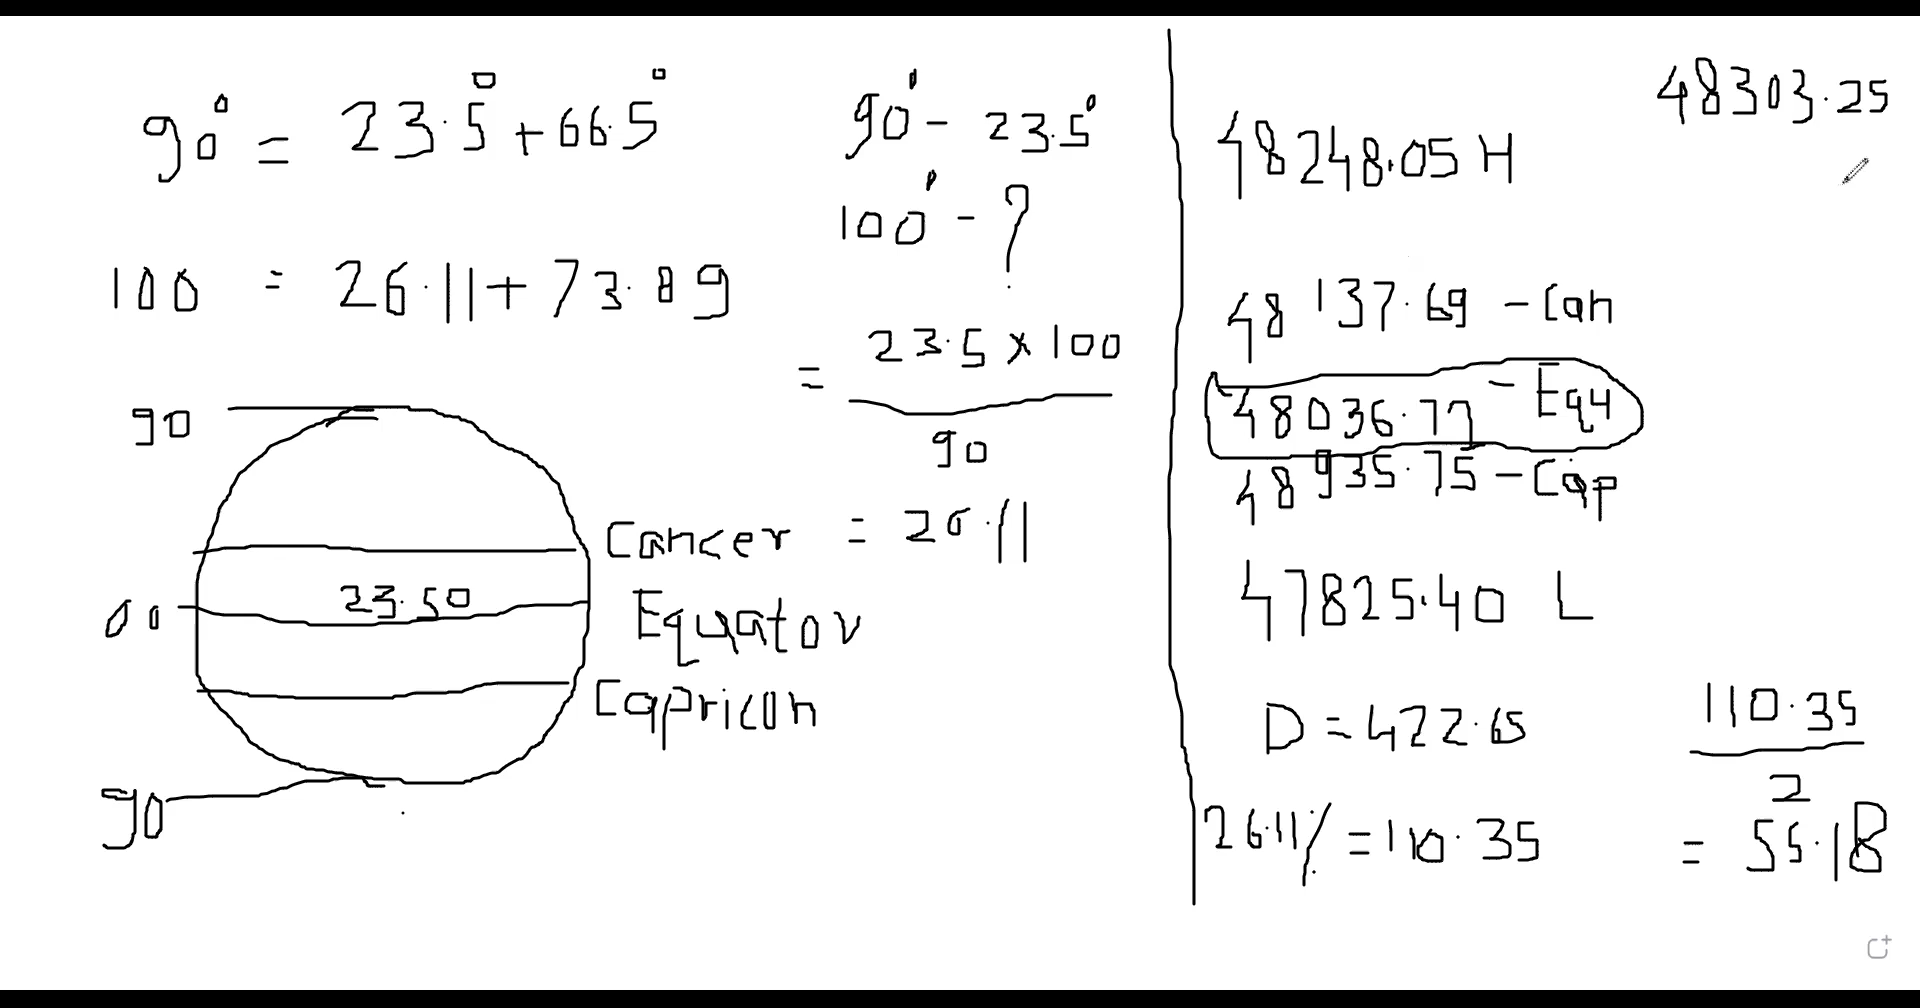 90° = 23.5° + 66.5°
100 = 26.11 + 73.89
90° - 23.5°
100° - ?
= 23.5 x 100
90
= 26.11
90
Cancer
23.50
00
Equator
Capricon
90
48303.25
48248.05 H
48137.69 - Can
48036.77 - Equ
48935.75 - Cap
47825.40 L
D = 422.65
26.11% = 110.35
110.35
2
= 55.18